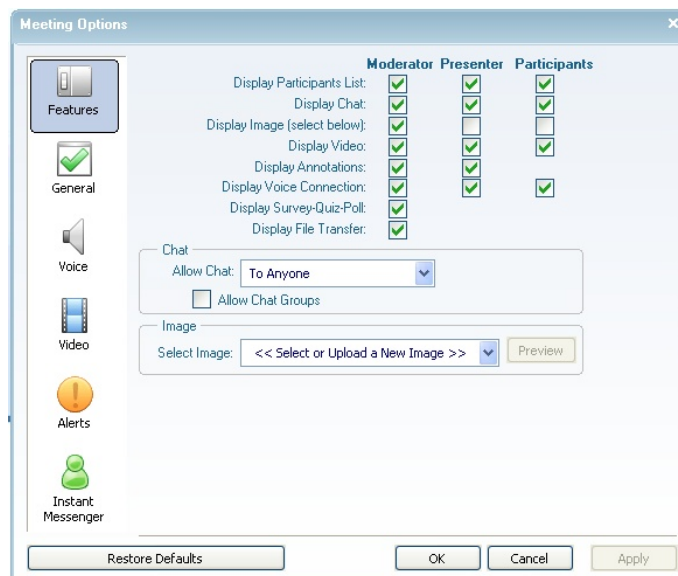 Meeting Options
Moderator Presenter Participants
Display Participants List:
Display Chat:
Display Image (select below):
Display Video:
Display Annotations:
Display Voice Connection:
Display Survey-Quiz-Poll:
Display File Transfer:
Features
General
Voice
Video
Alerts
Instant
Messenger
Chat
Allow Chat: To Anyone
Allow Chat Groups
Image
Select Image: << Select or Upload a New Image >> Preview
Restore Defaults OK Cancel Apply